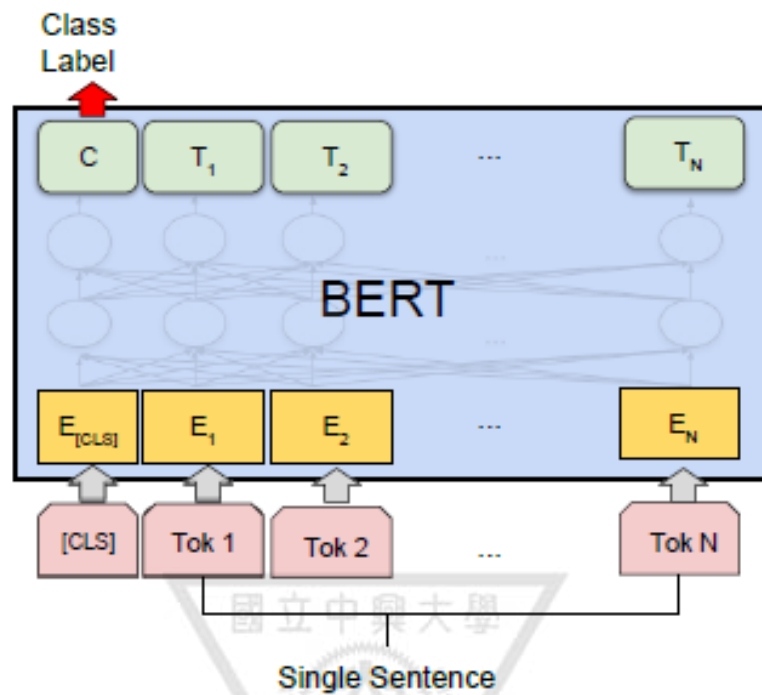 Class
Label
C T1 T2 ... TN
...
BERT
...
E[CLS] E1 E2 ... EN
[CLS] Tok 1 Tok 2 ... Tok N
國立中興大學
Single Sentence